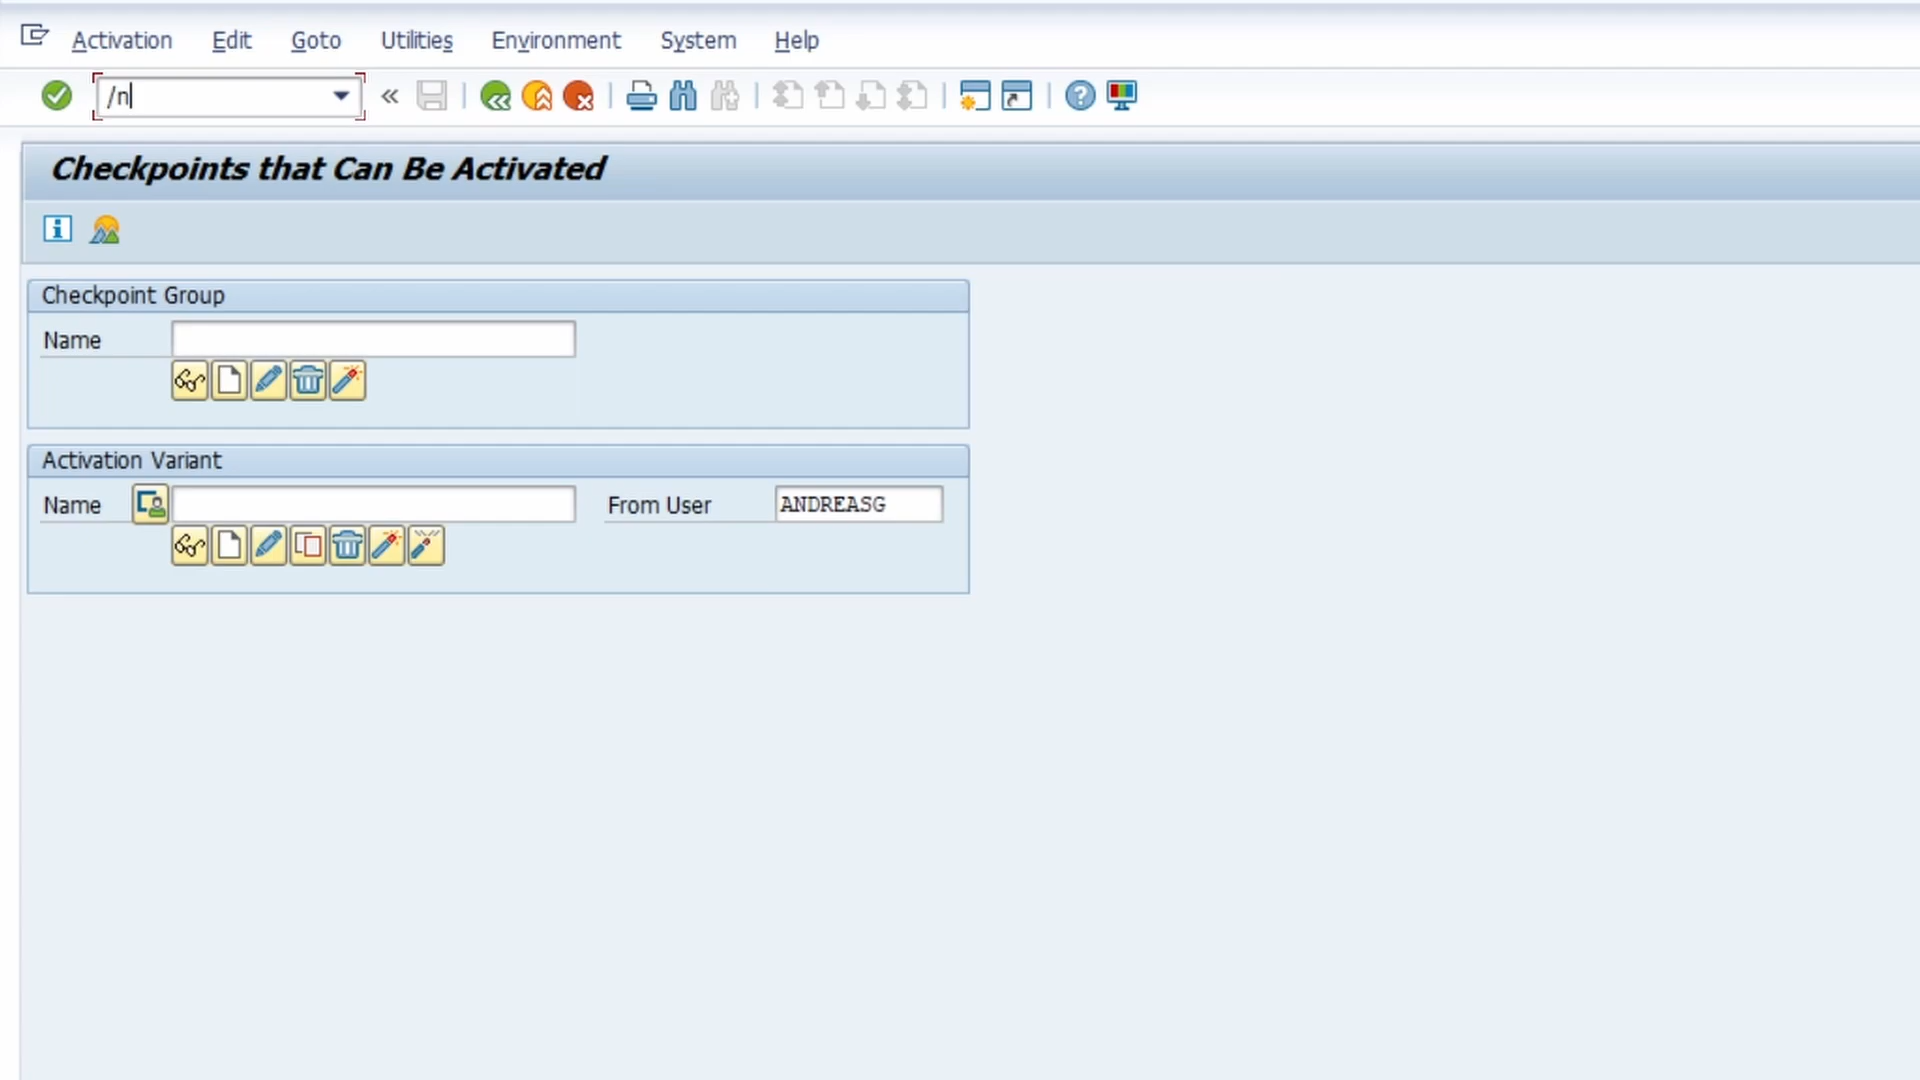 Activation Edit Goto Utilities Environment System Help
/n
Checkpoints that Can Be Activated
Checkpoint Group
Name
Activation Variant
Name From User ANDREASG